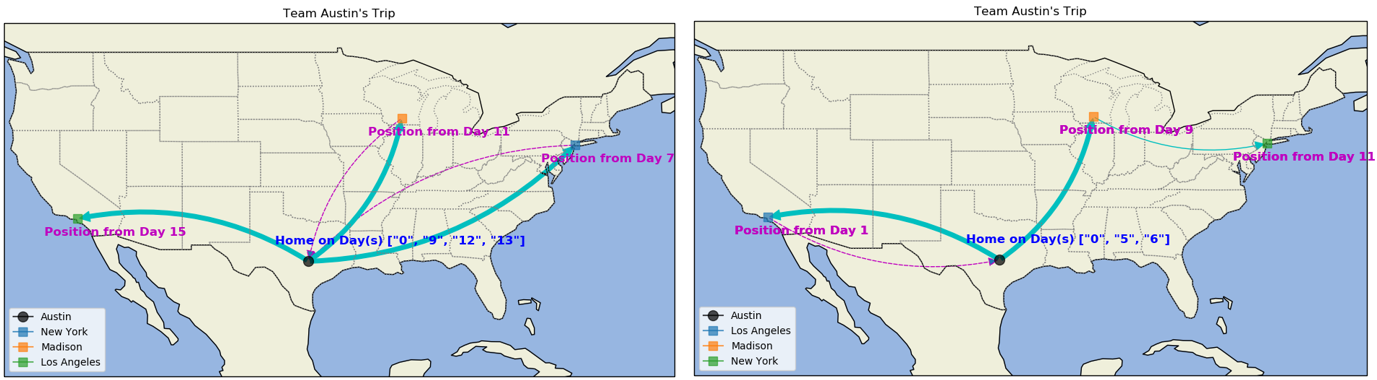 Team Austin's Trip
Position from Day 11
Position from Day 7
Position from Day 15
Home on Day(s) ["0", "9", "12", "13"]
Austin
New York
Madison
Los Angeles
Team Austin's Trip
Position from Day 9
Position from Day 11
Position from Day 1
Home on Day(s) ["0", "5", "6"]
Austin
Los Angeles
Madison
New York